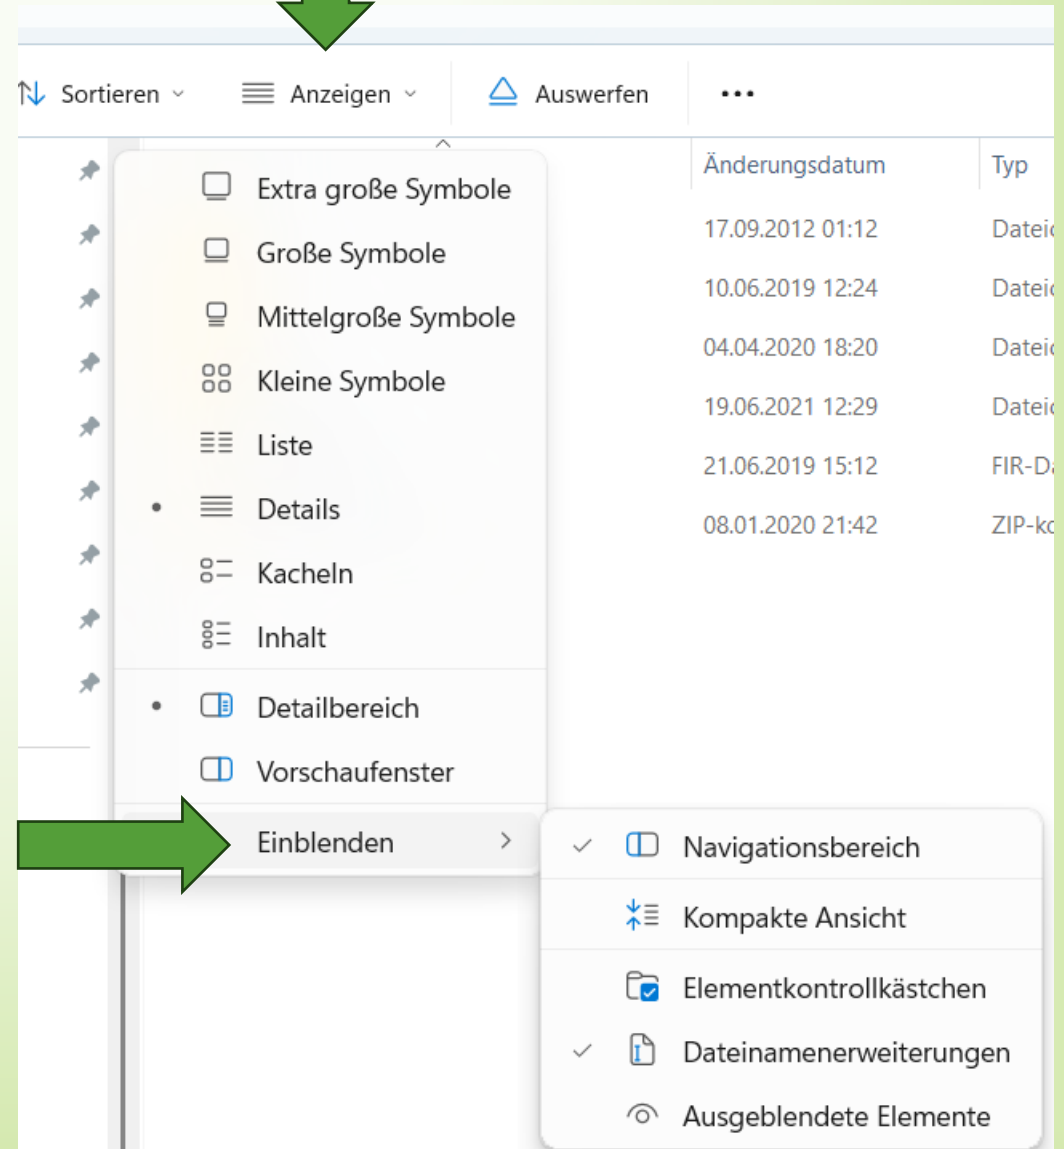 Sortieren Anzeigen Auswerfen ...
Änderungsdatum Typ
17.09.2012 01:12
10.06.2019 12:24
04.04.2020 18:20
19.06.2021 12:29
21.06.2019 15:12
08.01.2020 21:42
Extra große Symbole
Große Symbole
Mittelgroße Symbole
Kleine Symbole
Liste
Details
Kacheln
Inhalt
Detailbereich
Vorschaufenster
Einblenden
Navigationsbereich
Kompakte Ansicht
Elementkontrollkästchen
Dateinamenerweiterungen
Ausgeblendete Elemente